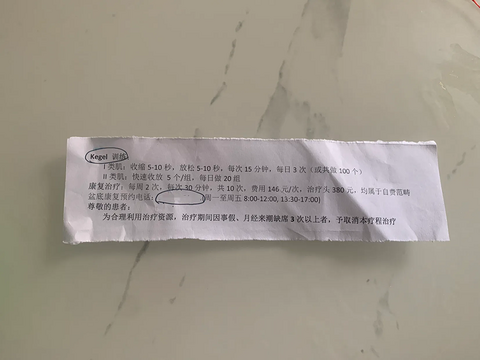 Kegel 训练
I 类肌：收缩 5-10 秒，放松 5-10 秒，每次 15 分钟，每日 3 次（或共做 100 个）
II 类肌：快速收放 5 个/组，每日做 20 组
康复治疗：每周 2 次，每次 30 分钟，共 10 次，费用 146 元/次，治疗头 380 元，均属于自费范畴
盆底康复预约电话： 周一至周五 8:00-12:00, 13:30-17:00)
尊敬的患者：
为合理利用治疗资源，治疗期间因事假、月经来潮缺席 3 次以上者，予取消本疗程治疗